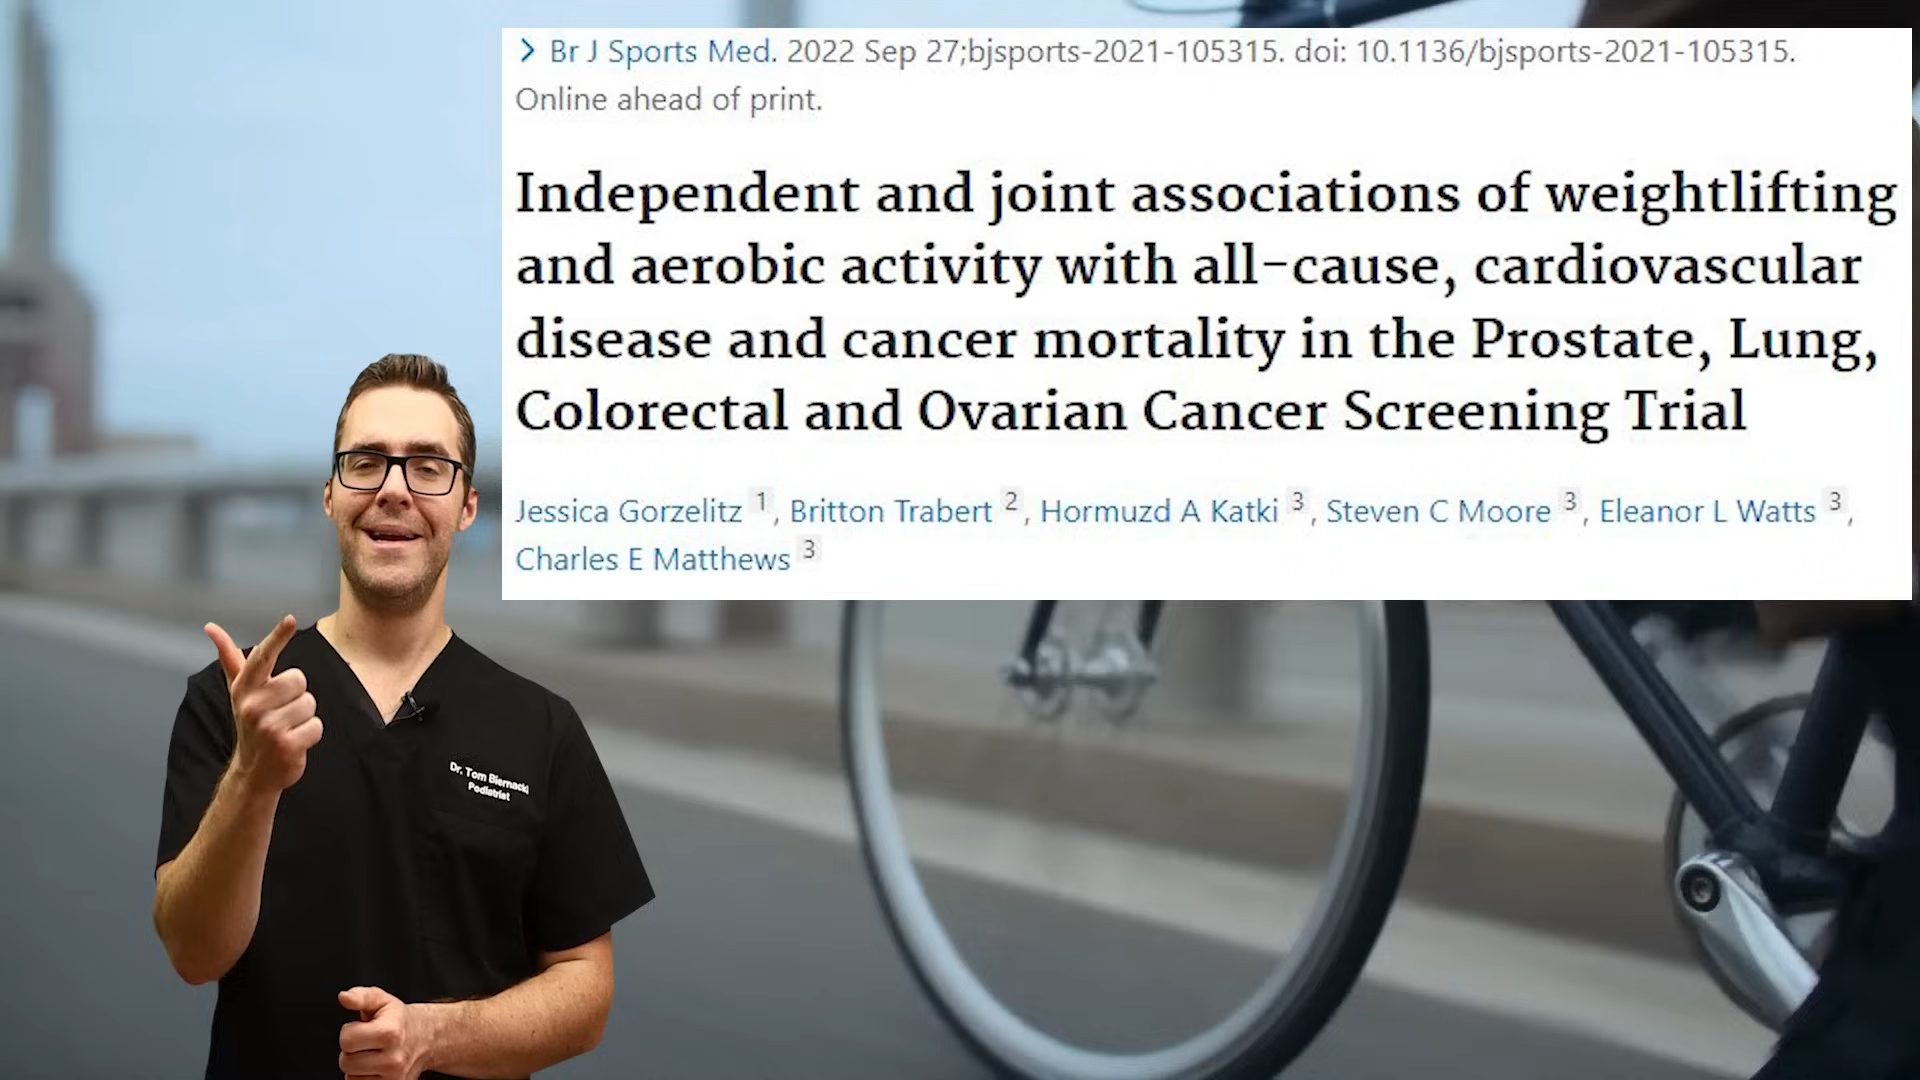 > Br J Sports Med. 2022 Sep 27;bjsports-2021-105315. doi: 10.1136/bjsports-2021-105315.
Online ahead of print.
Independent and joint associations of weightlifting
and aerobic activity with all-cause, cardiovascular
disease and cancer mortality in the Prostate, Lung,
Colorectal and Ovarian Cancer Screening Trial
Jessica Gorzelitz 1, Britton Trabert 2, Hormuzd A Katki 3, Steven C Moore 3, Eleanor L Watts 3,
Charles E Matthews 3
Dr. Tom Biernacki
Podiatrist